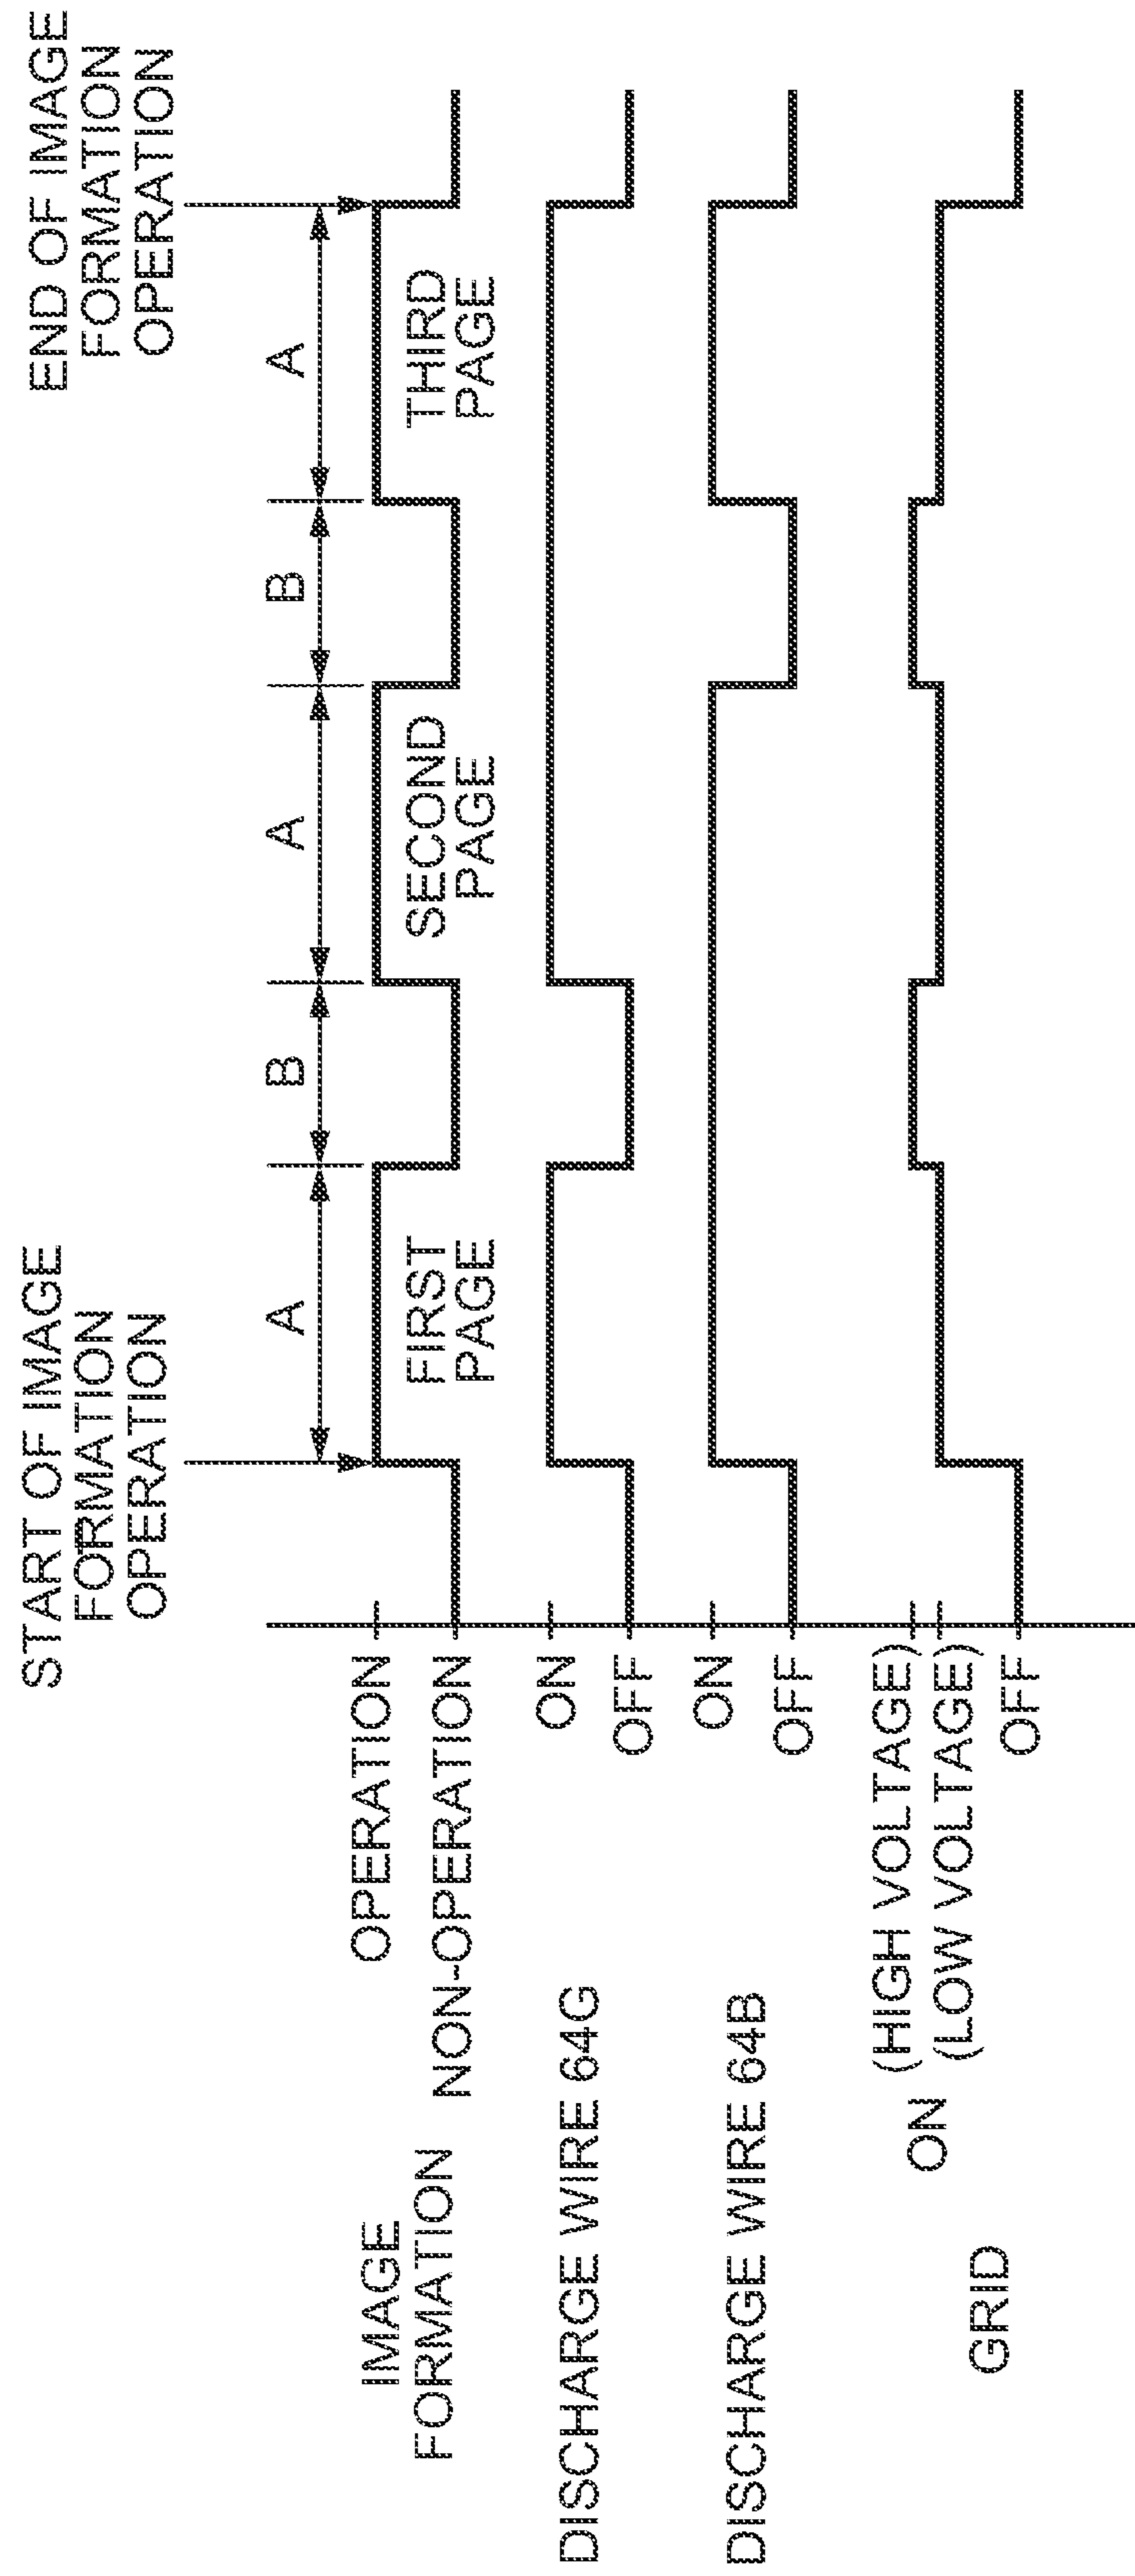 START OF IMAGE
FORMATION
OPERATION
END OF IMAGE
FORMATION
OPERATION
A
B
A
B
A
IMAGE
FORMATION
OPERATION
NON-OPERATION
FIRST
PAGE
SECOND
PAGE
THIRD
PAGE
DISCHARGE WIRE 64G
ON
OFF
DISCHARGE WIRE 64B
ON
OFF
GRID
ON
(HIGH VOLTAGE)
(LOW VOLTAGE)
OFF